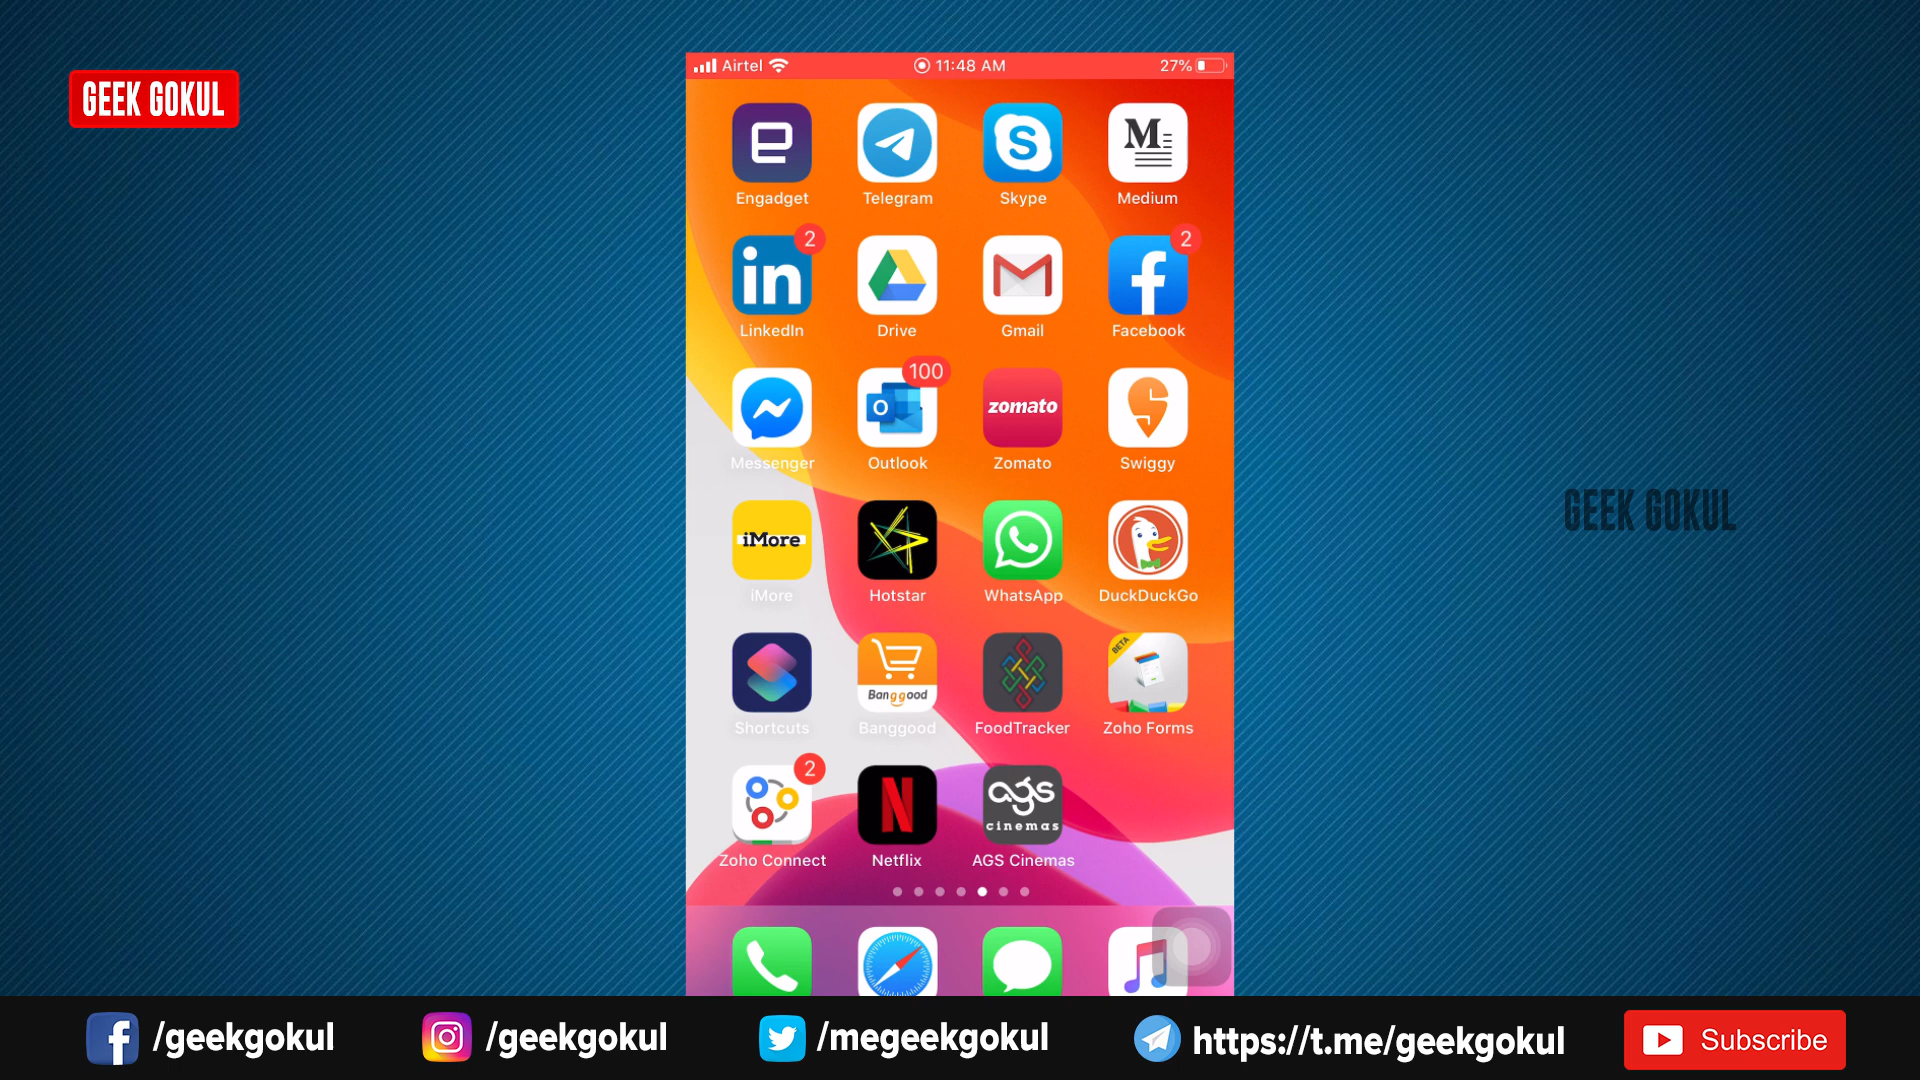 GEEK GOKUL
Airtel 11:48 AM 27%
Engadget Telegram Skype Medium
M
in 2 2
LinkedIn Drive Gmail Facebook
100
O zomato
Messenger Outlook Zomato Swiggy
iMore
iMore Hotstar WhatsApp DuckDuckGo
GEEK GOKUL
BETA
Banggood
Shortcuts Banggood FoodTracker Zoho Forms
2
N ags
cinemas
Zoho Connect Netflix AGS Cinemas
/geekgokul /geekgokul /megeekgokul https://t.me/geekgokul Subscribe